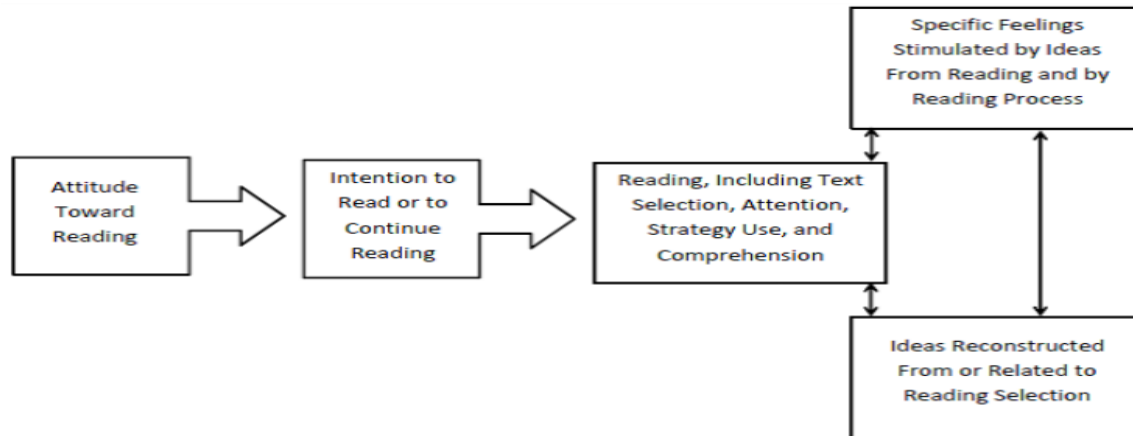 Attitude
Toward
Reading
Intention to
Read or to
Continue
Reading
Reading, Including Text
Selection, Attention,
Strategy Use, and
Comprehension
Specific Feelings
Stimulated by Ideas
From Reading and by
Reading Process
Ideas Reconstructed
From or Related to
Reading Selection